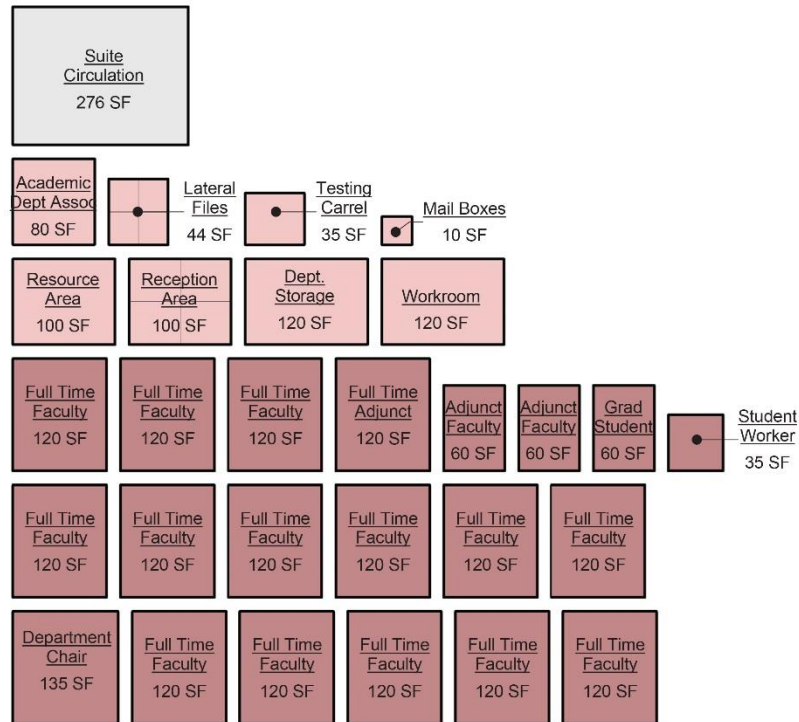 Suite
Circulation
276 SF
Academic
Dept Assoc
80 SF
Lateral
Files
44 SF
Testing
Carrel
35 SF
Mail Boxes
10 SF
Resource
Area
100 SF
Reception
Area
100 SF
Dept.
Storage
120 SF
Workroom
120 SF
Full Time
Faculty
120 SF
Full Time
Faculty
120 SF
Full Time
Faculty
120 SF
Full Time
Adjunct
120 SF
Adjunct
Faculty
60 SF
Adjunct
Faculty
60 SF
Grad
Student
60 SF
Student
Worker
35 SF
Full Time
Faculty
120 SF
Full Time
Faculty
120 SF
Full Time
Faculty
120 SF
Full Time
Faculty
120 SF
Full Time
Faculty
120 SF
Full Time
Faculty
120 SF
Department
Chair
135 SF
Full Time
Faculty
120 SF
Full Time
Faculty
120 SF
Full Time
Faculty
120 SF
Full Time
Faculty
120 SF
Full Time
Faculty
120 SF